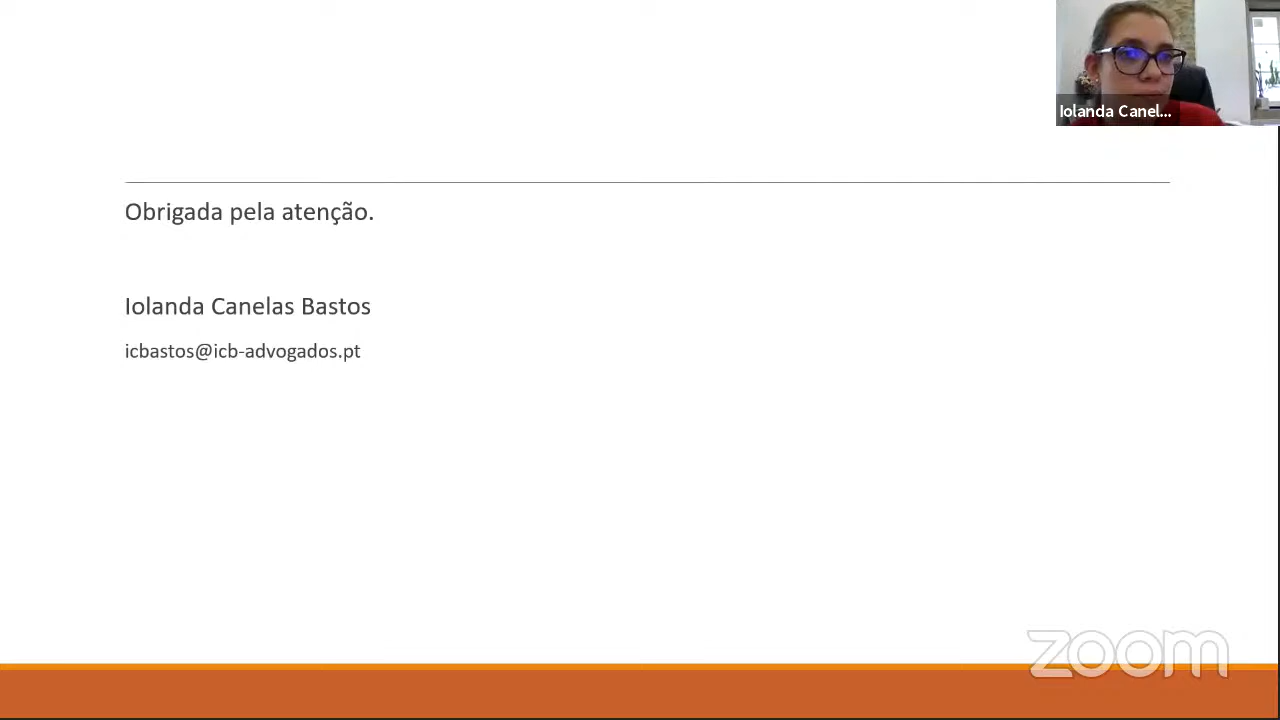 Iolanda Canel...
Obrigada pela atenção.
Iolanda Canelas Bastos
icbastos@icb-advogados.pt
zoom